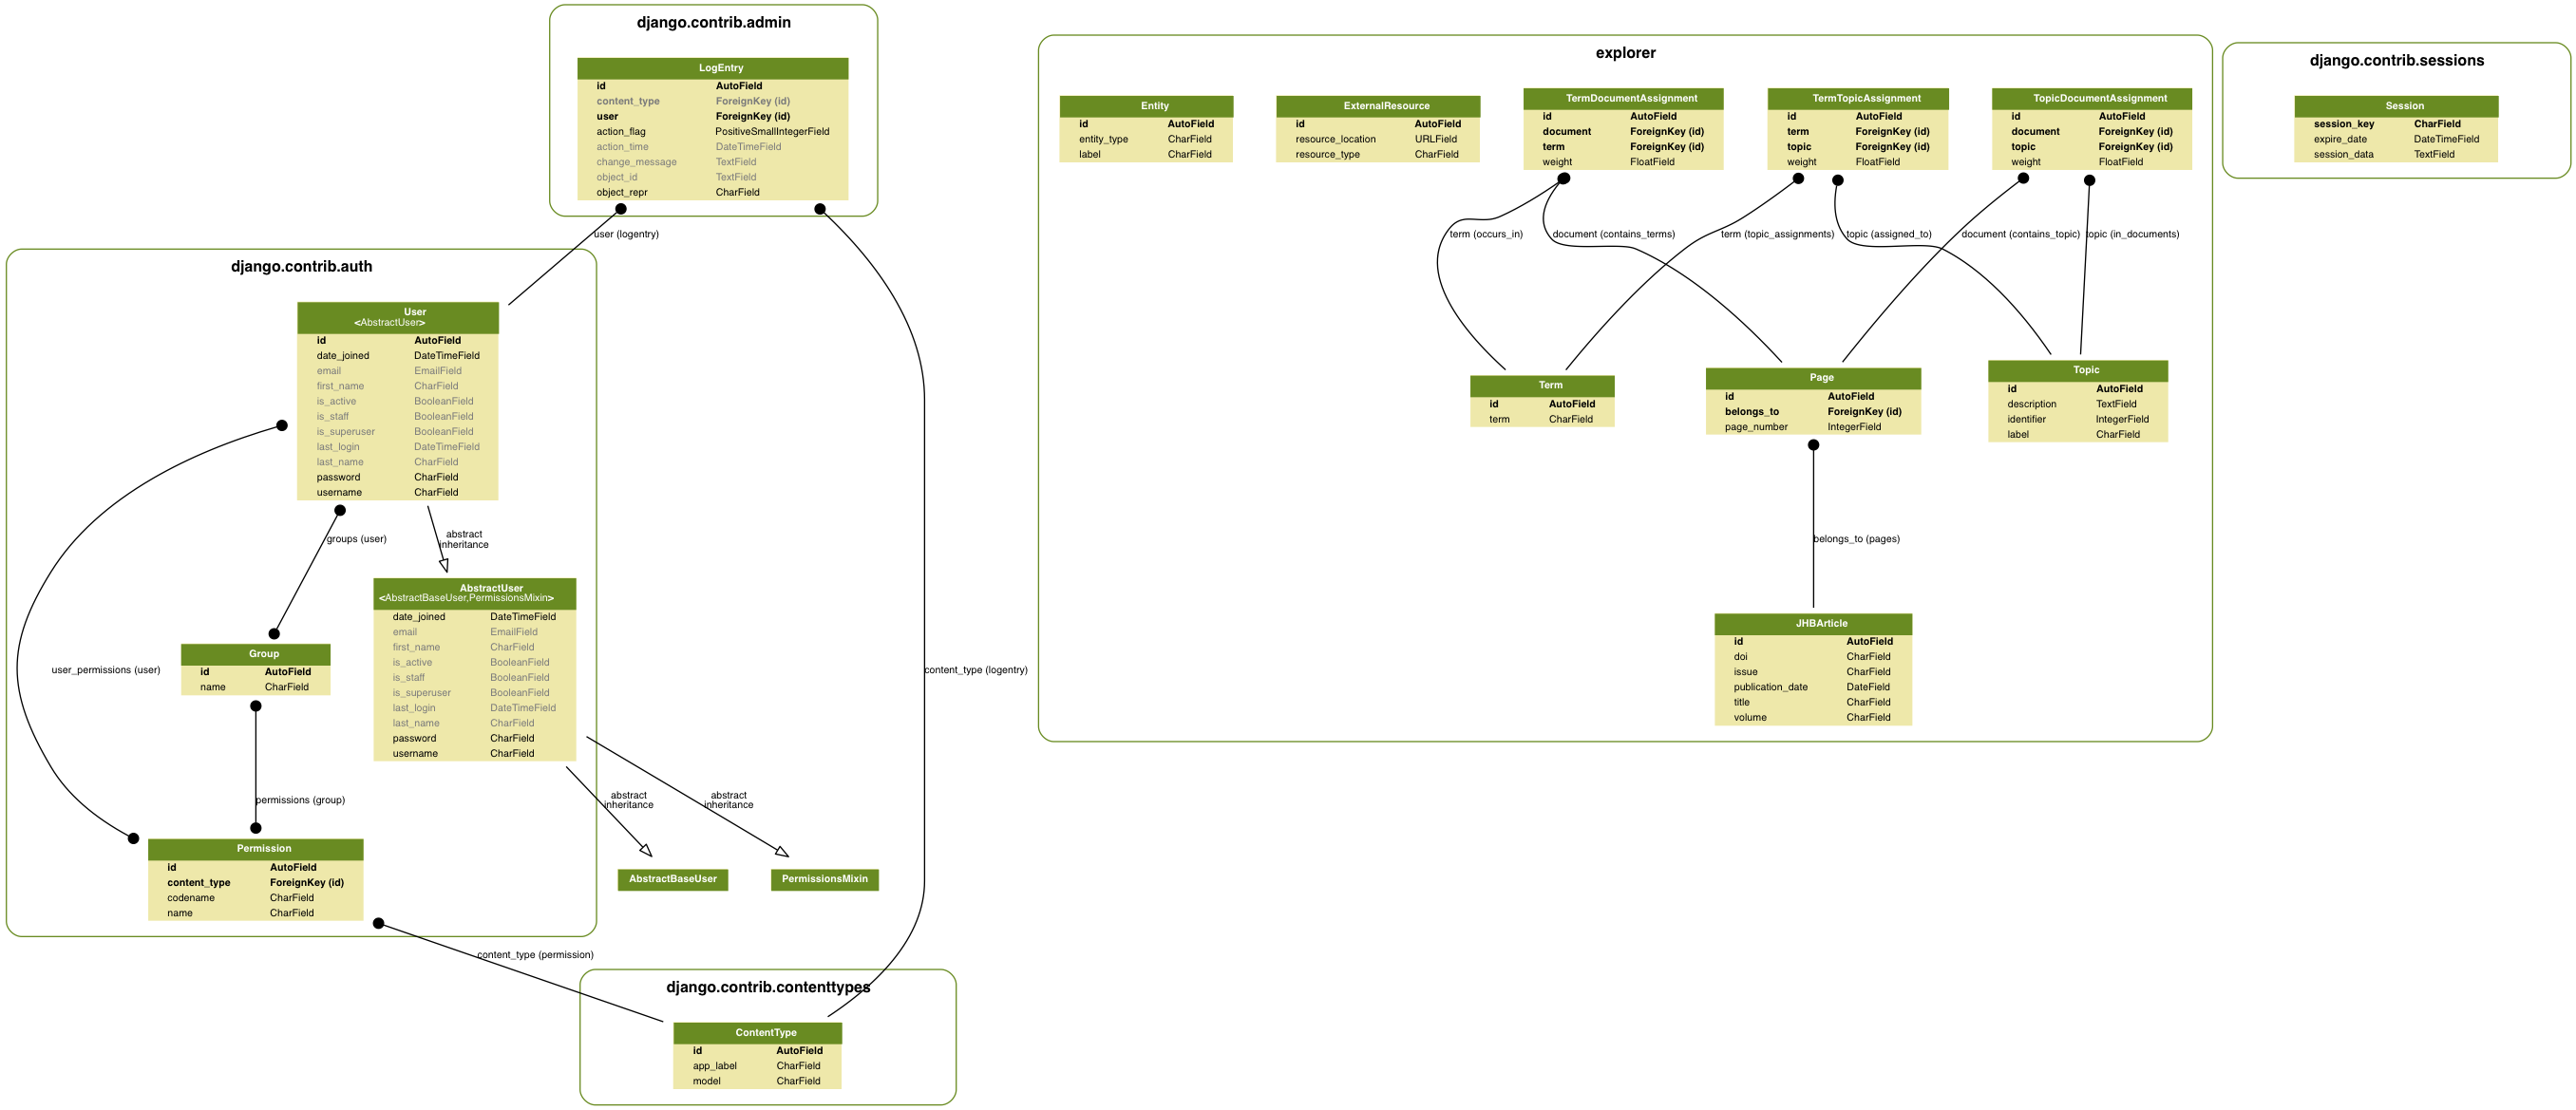 django.contrib.admin
LogEntry
id AutoField
content_type ForeignKey (id)
user ForeignKey (id)
action_flag PositiveSmallIntegerField
action_time DateTimeField
change_message TextField
object_id TextField
object_repr CharField
user (logentry)
content_type (logentry)
django.contrib.auth
User
<AbstractUser>
id AutoField
date_joined DateTimeField
email EmailField
first_name CharField
is_active BooleanField
is_staff BooleanField
is_superuser BooleanField
last_login DateTimeField
last_name CharField
password CharField
username CharField
groups (user)
abstract
inheritance
user_permissions (user)
AbstractUser
<AbstractBaseUser,PermissionsMixin>
date_joined DateTimeField
email EmailField
first_name CharField
is_active BooleanField
is_staff BooleanField
is_superuser BooleanField
last_login DateTimeField
last_name CharField
password CharField
username CharField
Group
id AutoField
name CharField
permissions (group)
abstract
inheritance
abstract
inheritance
Permission
id AutoField
content_type ForeignKey (id)
codename CharField
name CharField
AbstractBaseUser
PermissionsMixin
content_type (permission)
django.contrib.contenttypes
ContentType
id AutoField
app_label CharField
model CharField
explorer
Entity
id AutoField
entity_type CharField
label CharField
ExternalResource
id AutoField
resource_location URLField
resource_type CharField
TermDocumentAssignment
id AutoField
document ForeignKey (id)
term ForeignKey (id)
weight FloatField
TermTopicAssignment
id AutoField
term ForeignKey (id)
topic ForeignKey (id)
weight FloatField
TopicDocumentAssignment
id AutoField
document ForeignKey (id)
topic ForeignKey (id)
weight FloatField
term (occurs_in)
document (contains_terms)
term (topic_assignments)
topic (assigned_to)
document (contains_topic)
topic (in_documents)
Term
id AutoField
term CharField
Page
id AutoField
belongs_to ForeignKey (id)
page_number IntegerField
Topic
id AutoField
description TextField
identifier IntegerField
label CharField
belongs_to (pages)
JHBArticle
id AutoField
doi CharField
issue CharField
publication_date DateField
title CharField
volume CharField
django.contrib.sessions
Session
session_key CharField
expire_date DateTimeField
session_data TextField